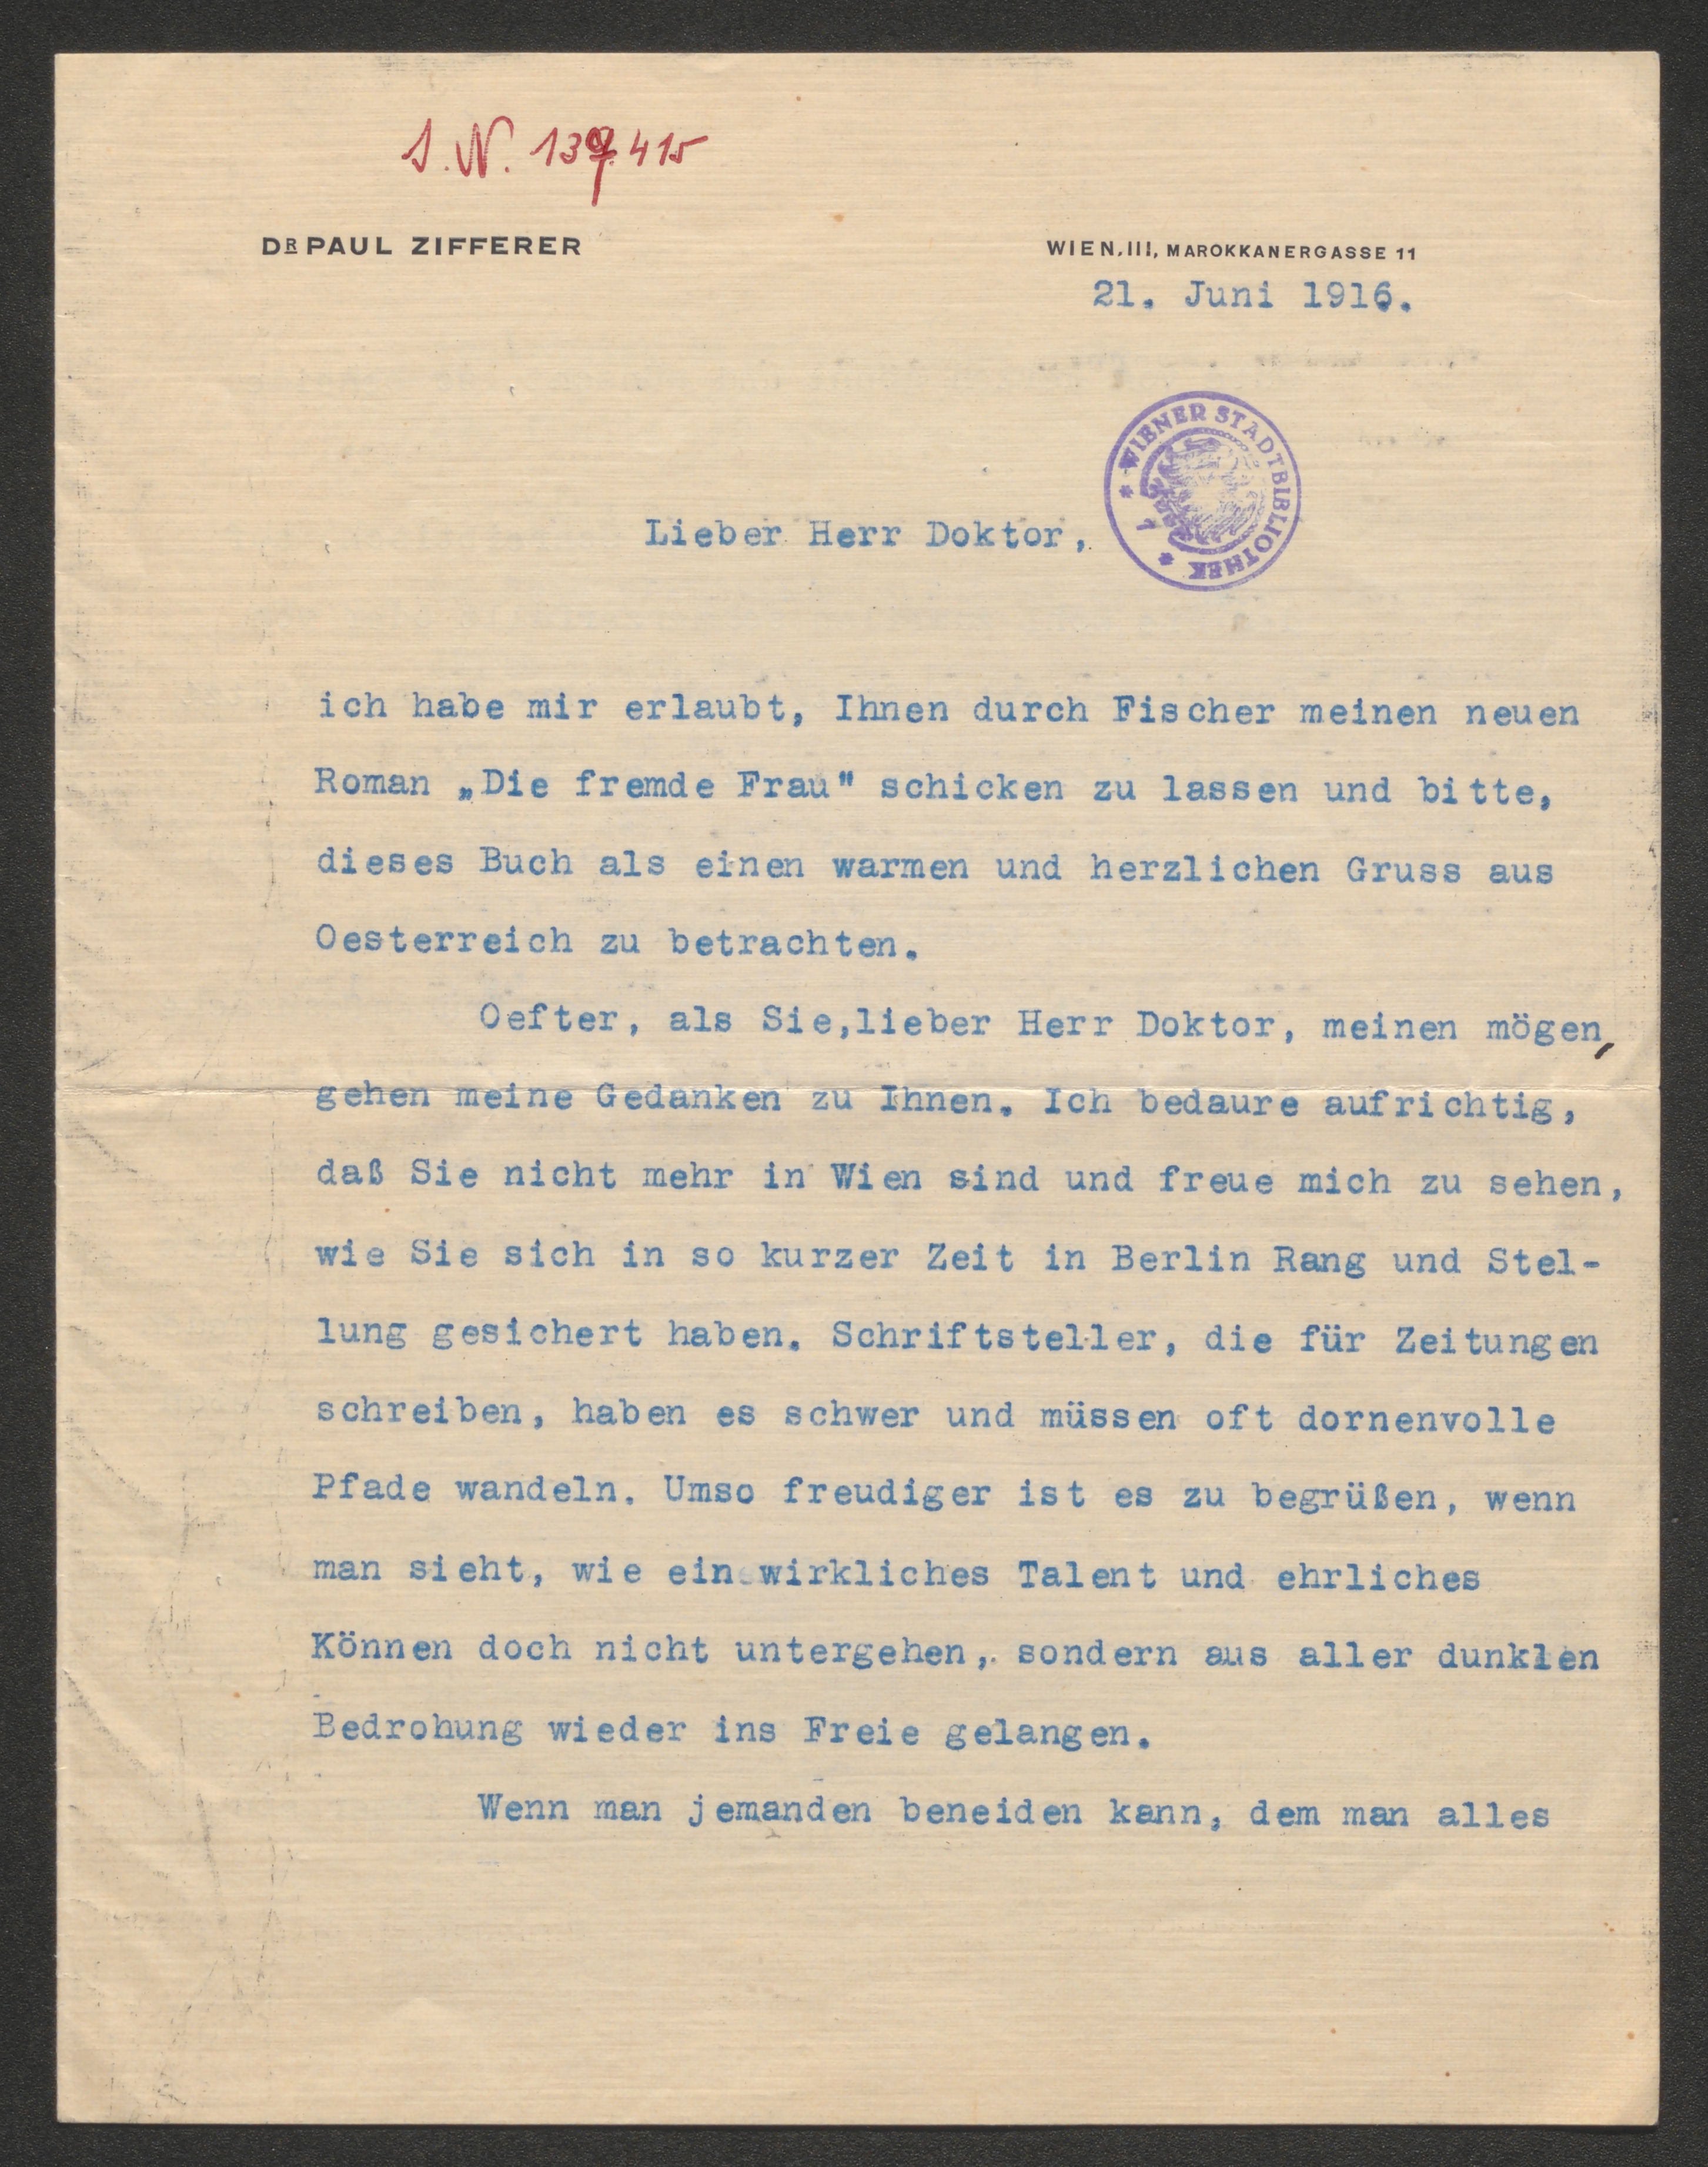 J. N. 139.415
DR PAUL ZIFFERER
WIEN, III, MAROKKANERGASSE 11
21. Juni 1916.
* WIENER STADTBIBLIOTHEK *
Lieber Herr Doktor,
ich habe mir erlaubt, Ihnen durch Fischer meinen neuen
Roman „Die fremde Frau" schicken zu lassen und bitte,
dieses Buch als einen warmen und herzlichen Gruss aus
Oesterreich zu betrachten.
Oefter, als Sie,lieber Herr Doktor, meinen mögen,
gehen meine Gedanken zu Ihnen. Ich bedaure aufrichtig,
daß Sie nicht mehr in Wien sind und freue mich zu sehen,
wie Sie sich in so kurzer Zeit in Berlin Rang und Stel-
lung gesichert haben. Schriftsteller, die für Zeitungen
schreiben, haben es schwer und müssen oft dornenvolle
Pfade wandeln. Umso freudiger ist es zu begrüßen, wenn
man sieht, wie ein wirkliches Talent und ehrliches
Können doch nicht untergehen, sondern aus aller dunklen
Bedrohung wieder ins Freie gelangen.
Wenn man jemanden beneiden kann, dem man alles